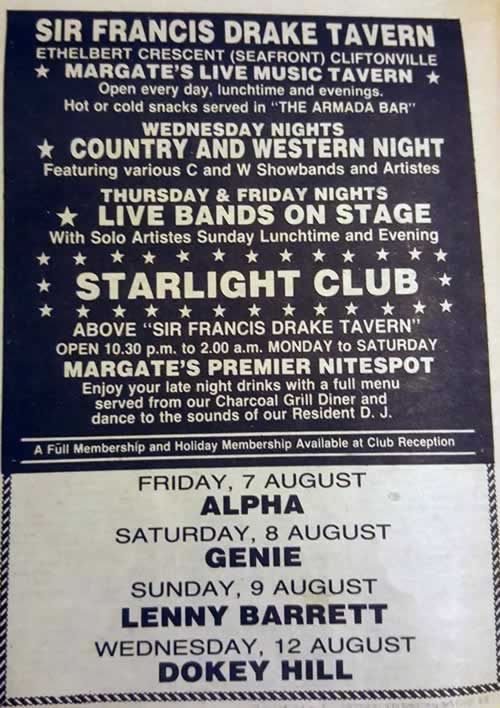 SIR FRANCIS DRAKE TAVERN
ETHELBERT CRESCENT (SEAFRONT) CLIFTONVILLE
★ MARGATE'S LIVE MUSIC TAVERN ★
Open every day, lunchtime and evenings.
Hot or cold snacks served in "THE ARMADA BAR"
WEDNESDAY NIGHTS
★ COUNTRY AND WESTERN NIGHT
Featuring various C and W Showbands and Artistes
THURSDAY & FRIDAY NIGHTS
★ LIVE BANDS ON STAGE
With Solo Artistes Sunday Lunchtime and Evening
★ STARLIGHT CLUB ★
ABOVE "SIR FRANCIS DRAKE TAVERN"
OPEN 10.30 p.m. to 2.00 a.m. MONDAY to SATURDAY
MARGATE'S PREMIER NITESPOT
Enjoy your late night drinks with a full menu
served from our Charcoal Grill Diner and
dance to the sounds of our Resident D. J.
A Full Membership and Holiday Membership Available at Club Reception
FRIDAY, 7 AUGUST
ALPHA
SATURDAY, 8 AUGUST
GENIE
SUNDAY, 9 AUGUST
LENNY BARRETT
WEDNESDAY, 12 AUGUST
DOKEY HILL